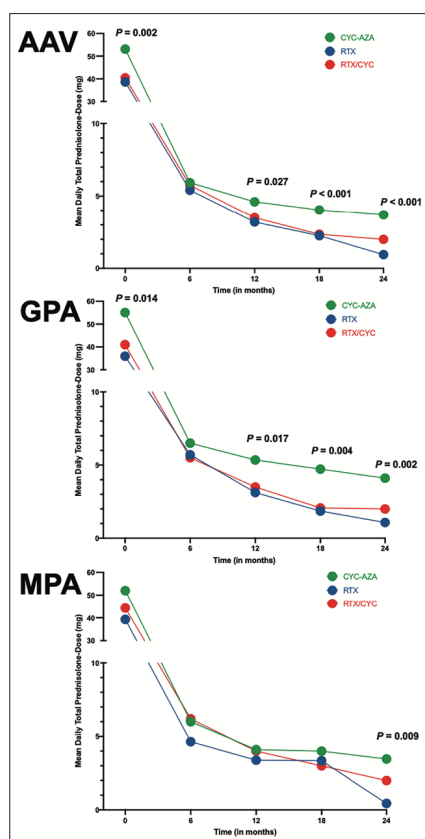 AAV
P = 0.002
CYC-AZA
RTX
RTX/CYC
Mean Daily Total Prednisolone-Dose (mg)
60
50
40
30
10
5
0
P = 0.027
P < 0.001
P < 0.001
0 6 12 18 24
Time (in months)
GPA
P = 0.014
CYC-AZA
RTX
RTX/CYC
Mean Daily Total Prednisolone-Dose (mg)
60
50
40
30
10
5
0
P = 0.017
P = 0.004
P = 0.002
0 6 12 18 24
Time (in months)
MPA
CYC-AZA
RTX
RTX/CYC
Mean Daily Total Prednisolone-Dose (mg)
60
50
40
30
10
5
0
P = 0.009
0 6 12 18 24
Time (in months)